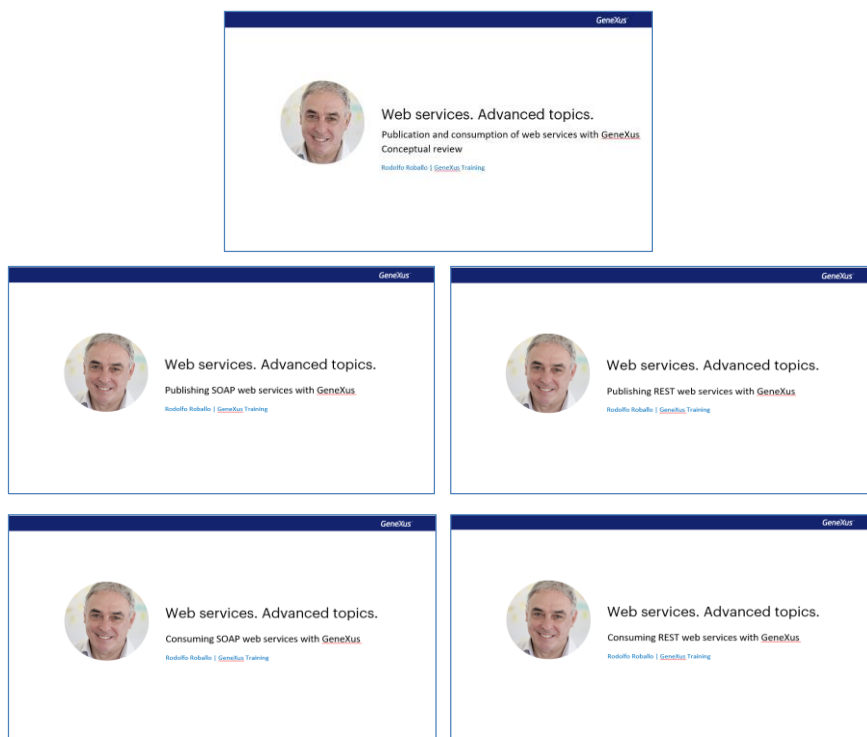 GeneXus
Web services. Advanced topics.
Publication and consumption of web services with GeneXus
Conceptual review
Rodolfo Roballo | GeneXus Training
GeneXus
Web services. Advanced topics.
Publishing SOAP web services with GeneXus
Rodolfo Roballo | GeneXus Training
GeneXus
Web services. Advanced topics.
Publishing REST web services with GeneXus
Rodolfo Roballo | GeneXus Training
GeneXus
Web services. Advanced topics.
Consuming SOAP web services with GeneXus
Rodolfo Roballo | GeneXus Training
GeneXus
Web services. Advanced topics.
Consuming REST web services with GeneXus
Rodolfo Roballo | GeneXus Training